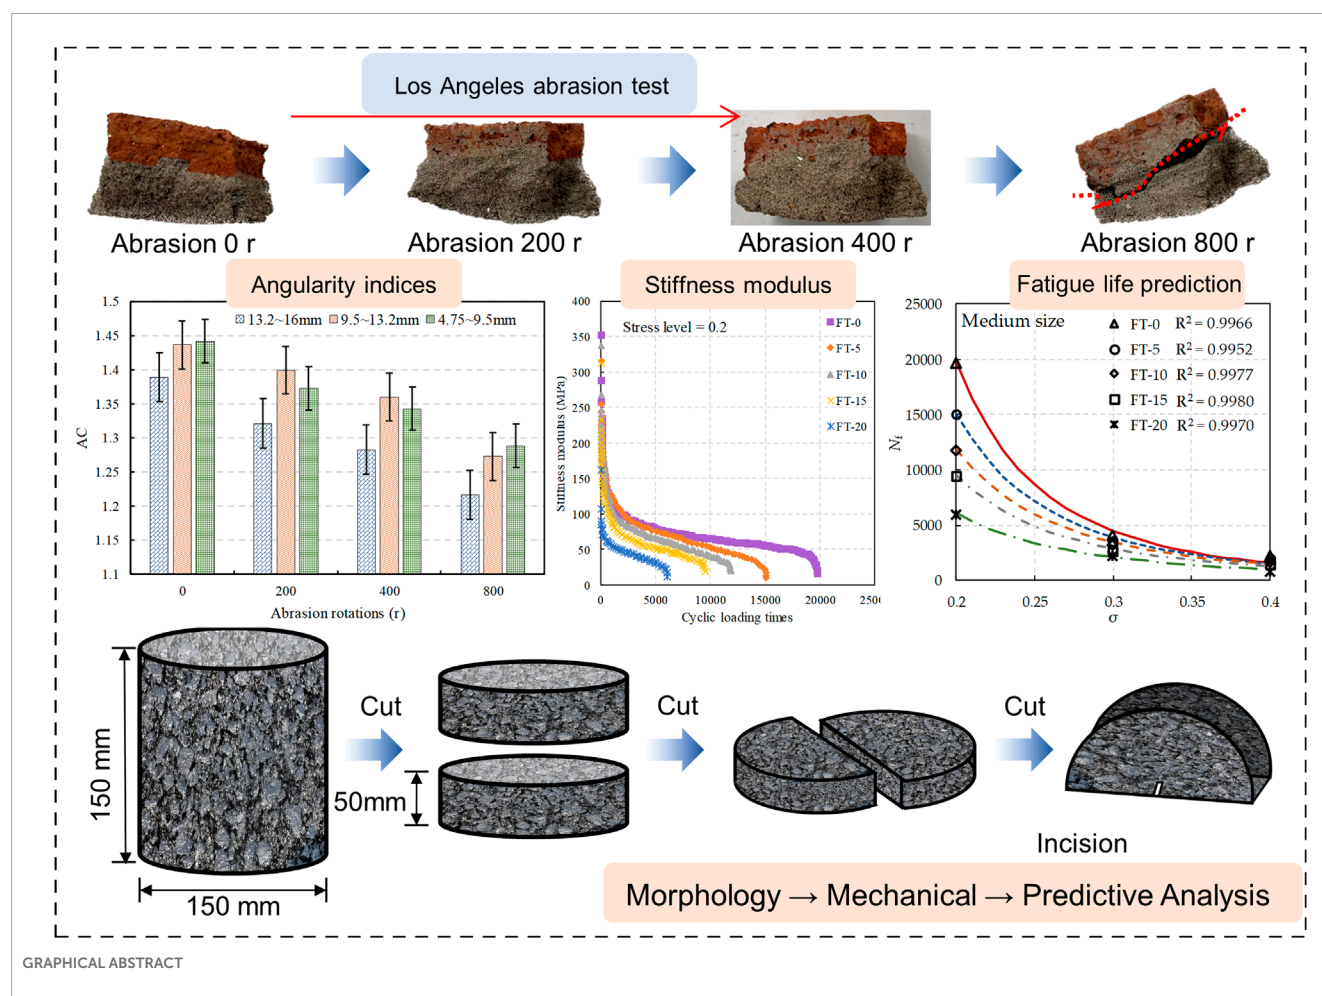 Los Angeles abrasion test
Abrasion 0 r
Abrasion 200 r
Abrasion 400 r
Abrasion 800 r
Angularity indices
Stiffness modulus
Fatigue life prediction
1.5
1.45
1.4
1.35
1.3
1.25
1.2
1.15
1.1
AC
13.2~16mm
9.5~13.2mm
4.75~9.5mm
0
200
400
800
Abrasion rotations (r)
400
350
300
250
200
150
100
50
0
Stiffness modulus (MPa)
Stress level = 0.2
FT-0
FT-5
FT-10
FT-15
FT-20
0
5000
10000
15000
20000
2500
Cyclic loading times
25000
20000
15000
10000
5000
0
Nf
Medium size
FT-0 R² = 0.9966
FT-5 R² = 0.9952
FT-10 R² = 0.9977
FT-15 R² = 0.9980
FT-20 R² = 0.9970
0.2
0.25
0.3
0.35
0.4
σ
150 mm
150 mm
Cut
50mm
Cut
Cut
Incision
Morphology → Mechanical → Predictive Analysis
GRAPHICAL ABSTRACT